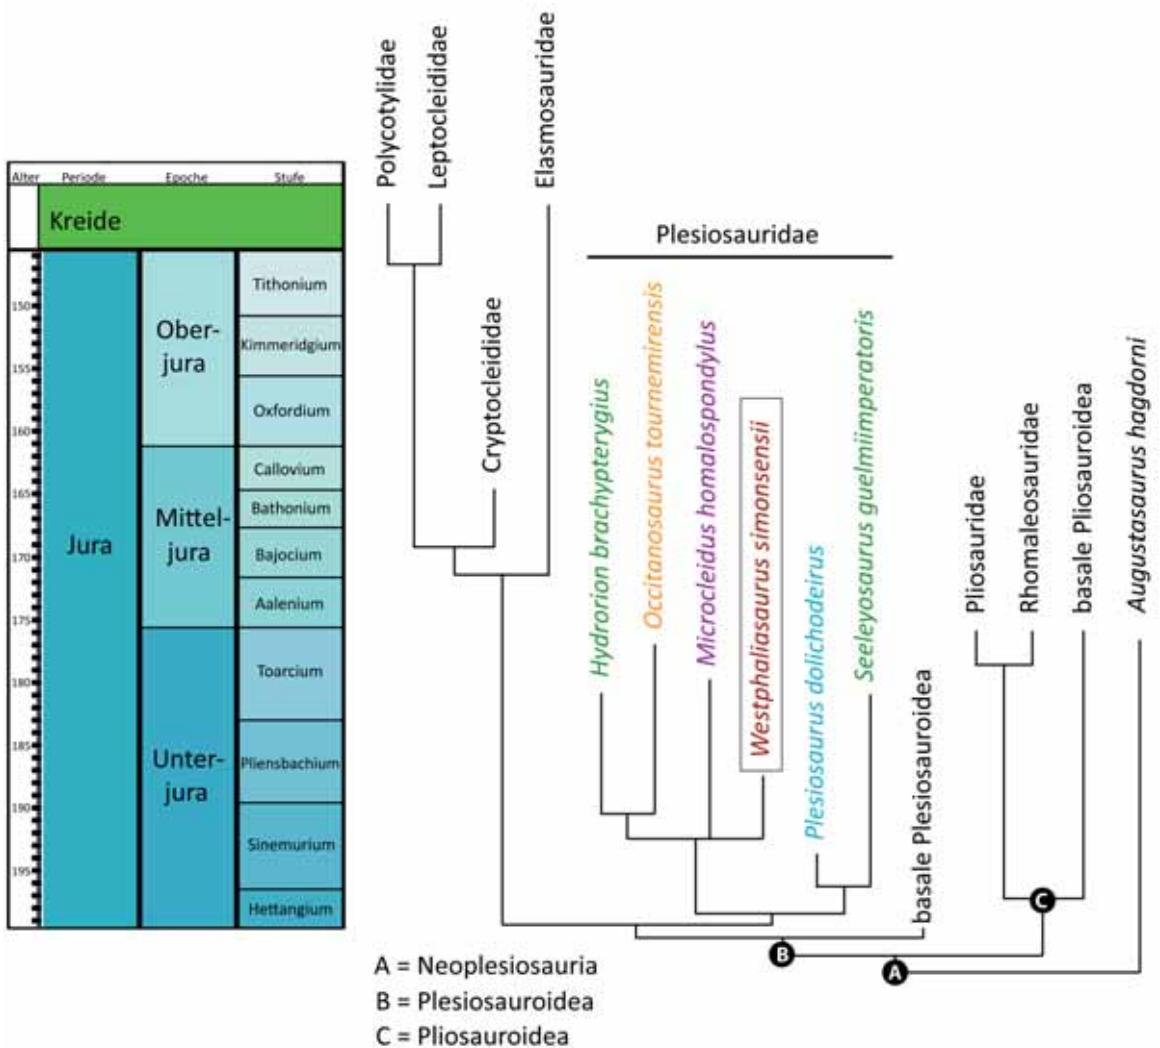 Alter Periode Epoche Stufe
Kreide
Jura
Ober-
jura
Mittel-
jura
Unter-
jura
Tithonium
Kimmeridgium
Oxfordium
Callovium
Bathonium
Bajocium
Aalenium
Toarcium
Pliensbachium
Sinemurium
Hettangium
150
155
160
165
170
175
180
185
190
195
Polycotylidae
Leptocleididae
Cryptocleididae
Elasmosauridae
Plesiosauridae
Hydrorion brachypterygius
Occitanosaurus tournemirensis
Microcleidus homalospondylus
Westphaliasaurus simonsensii
Plesiosaurus dolichodeirus
Seeleyosaurus guelmiimperatoris
basale Plesiosauroidea
Pliosauridae
Rhomaleosauridae
basale Pliosauroidea
Augustasaurus hagdorni
C
B
A
A = Neoplesiosauria
B = Plesiosauroidea
C = Pliosauroidea